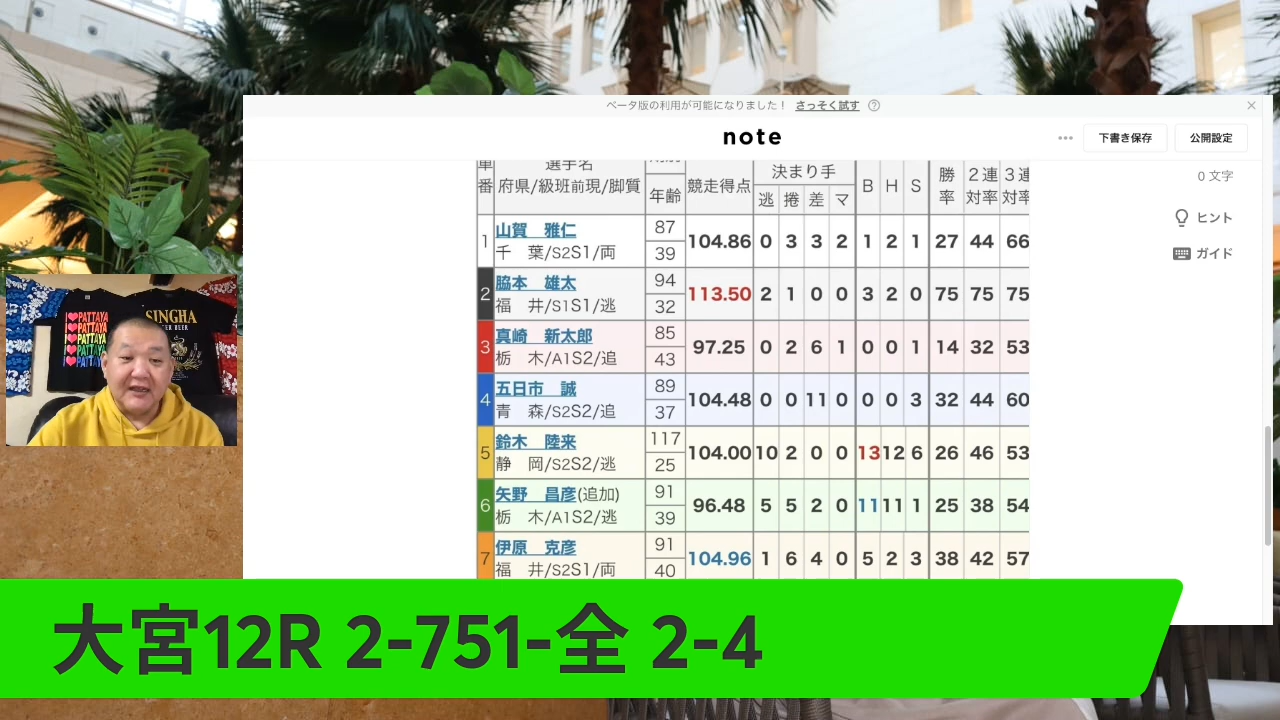 ベータ版の利用が可能になりました！ さっそく試す ?
note
下書き保存
公開設定
0 文字
ヒント
ガイド
車番 選手名 府県/級班前現/脚質 年齢 競走得点 決まり手 逃 捲 差 マ B H S 勝率 2連対率 3連対率
1 山賀 雅仁 87 104.86 0 3 3 2 1 2 1 27 44 66
千 葉/S2S1/両 39
2 脇本 雄太 94 113.50 2 1 0 0 3 2 0 75 75 75
福 井/S1S1/逃 32
3 真崎 新太郎 85 97.25 0 2 6 1 0 0 1 14 32 53
栃 木/A1S2/追 43
4 五日市 誠 89 104.48 0 0 11 0 0 0 3 32 44 60
青 森/S2S2/追 37
5 鈴木 陸来 117 104.00 10 2 0 0 13 12 6 26 46 53
静 岡/S2S2/逃 25
6 矢野 昌彦(追加) 91 96.48 5 5 2 0 11 11 1 25 38 54
栃 木/A1S2/逃 39
7 伊原 克彦 91 104.96 1 6 4 0 5 2 3 38 42 57
福 井/S2S1/両 40
I PATTAYA
I PATTAYA
I PATTAYA
I PATTAYA
I PATTAYA
SINGHA
大宮12R 2-751-全 2-4